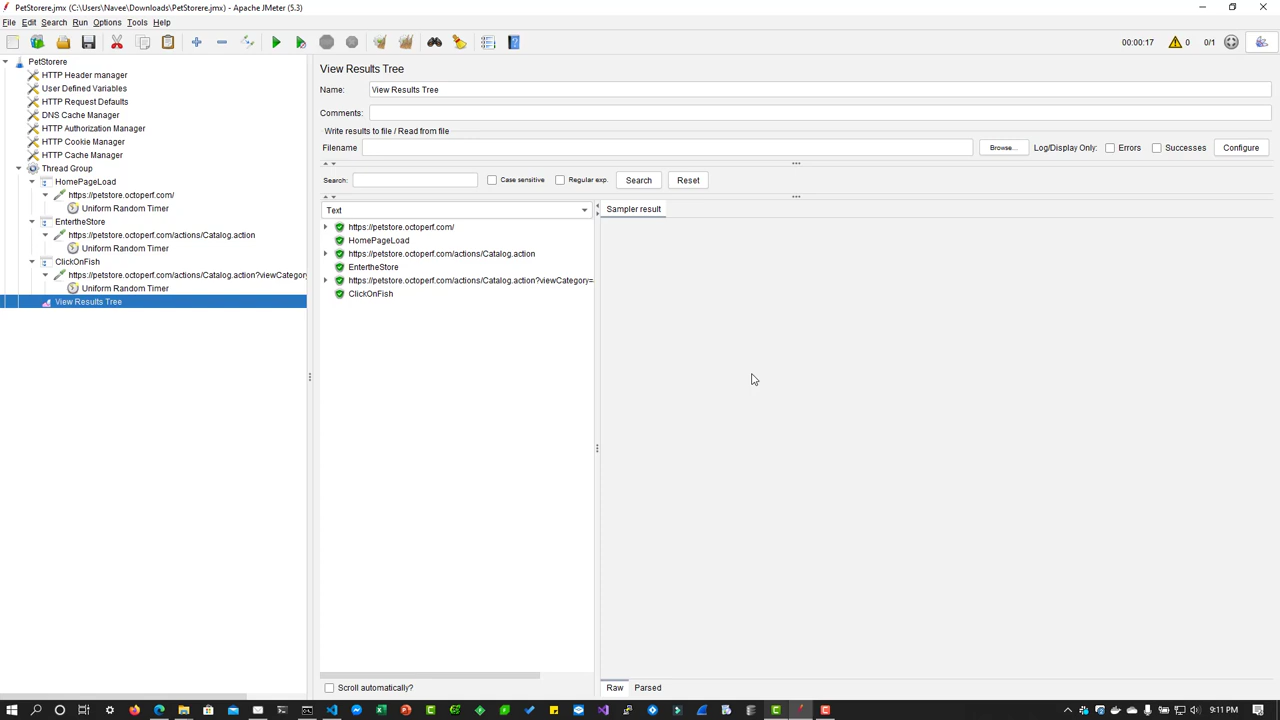 PetStorere.jmx (C:\Users\Navee\Downloads\PetStorere.jmx) - Apache JMeter (5.3)
File Edit Search Run Options Tools Help
00:00:17 0 0/1
PetStorere
HTTP Header manager
User Defined Variables
HTTP Request Defaults
DNS Cache Manager
HTTP Authorization Manager
HTTP Cookie Manager
HTTP Cache Manager
Thread Group
HomePageLoad
https://petstore.octoperf.com/
Uniform Random Timer
EntertheStore
https://petstore.octoperf.com/actions/Catalog.action
Uniform Random Timer
ClickOnFish
https://petstore.octoperf.com/actions/Catalog.action?viewCategory
Uniform Random Timer
View Results Tree
View Results Tree
Name: View Results Tree
Comments:
Write results to file / Read from file
Filename Browse... Log/Display Only: Errors Successes Configure
Search: Case sensitive Regular exp. Search Reset
Text
https://petstore.octoperf.com/
HomePageLoad
https://petstore.octoperf.com/actions/Catalog.action
EntertheStore
https://petstore.octoperf.com/actions/Catalog.action?viewCategory=
ClickOnFish
Scroll automatically?
Sampler result
Raw Parsed
9:11 PM